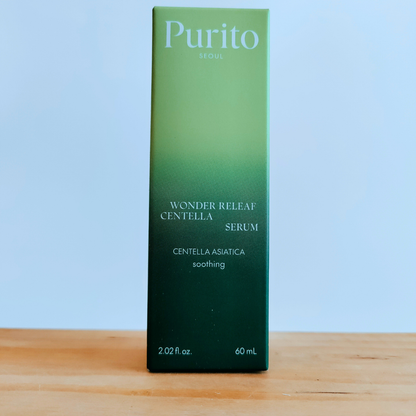 Purito
SEOUL
WONDER RELEAF
CENTELLA
SERUM
CENTELLA ASIATICA
soothing
2.02 fl. oz. 60 mL